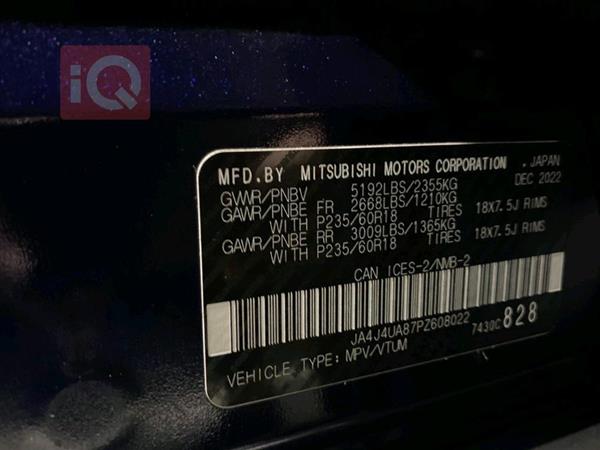 iQ
MFD.BY MITSUBISHI MOTORS CORPORATION . JAPAN
GVWR/PNBV 5192LBS/2355KG DEC 2022
GAWR/PNBE FR 2668LBS/1210KG
WITH P235/60R18 TIRES 18X7.5J RIMS
GAWR/PNBE RR 3009LBS/1365KG
WITH P235/60R18 TIRES 18X7.5J RIMS
CAN ICES-2/NMB-2
JA4J4UA87PZ608022 7430C 828
VEHICLE TYPE: MPV/VTUM